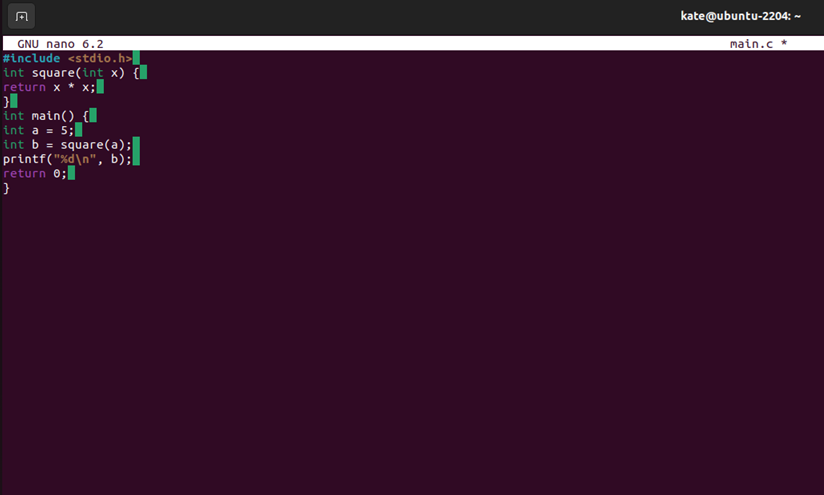 kate@ubuntu-2204: ~
GNU nano 6.2 main.c *
#include <stdio.h>
int square(int x) {
return x * x;
}
int main() {
int a = 5;
int b = square(a);
printf("%d\n", b);
return 0;
}